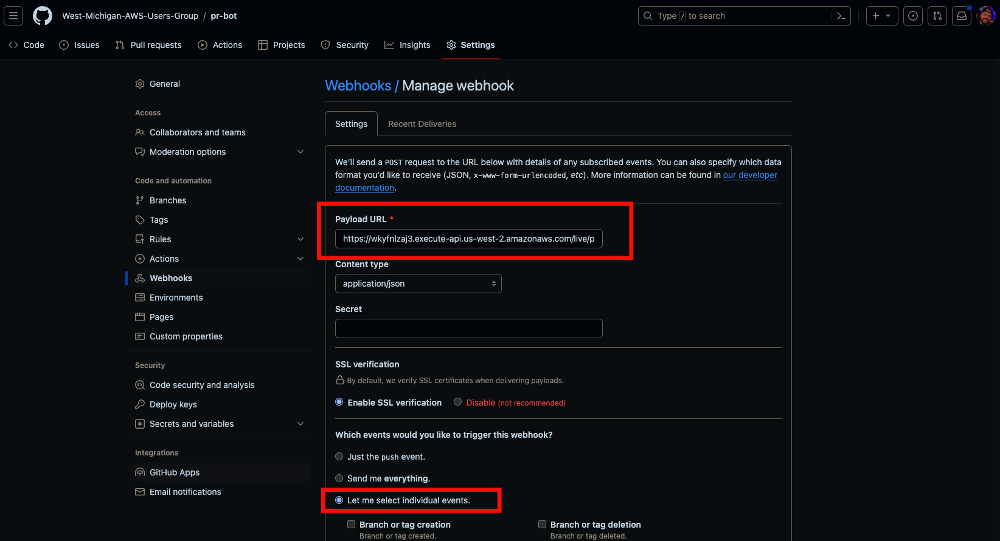 West-Michigan-AWS-Users-Group / pr-bot
Type / to search
Code Issues Pull requests Actions Projects Security Insights Settings
General
Access
Collaborators and teams
Moderation options
Code and automation
Branches
Tags
Rules
Actions
Webhooks
Environments
Pages
Custom properties
Security
Code security and analysis
Deploy keys
Secrets and variables
Integrations
GitHub Apps
Email notifications
Webhooks / Manage webhook
Settings Recent Deliveries
We’ll send a POST request to the URL below with details of any subscribed events. You can also specify which data
format you’d like to receive (JSON, x-www-form-urlencoded, etc). More information can be found in our developer
documentation.
Payload URL *
https://wkyfnlzaj3.execute-api.us-west-2.amazonaws.com/live/p
Content type
application/json
Secret
SSL verification
By default, we verify SSL certificates when delivering payloads.
Enable SSL verification Disable (not recommended)
Which events would you like to trigger this webhook?
Just the push event.
Send me everything.
Let me select individual events.
Branch or tag creation
Branch or tag created.
Branch or tag deletion
Branch or tag deleted.